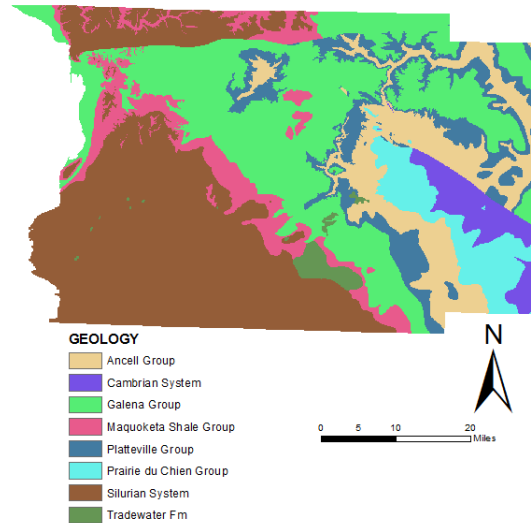 GEOLOGY
Ancell Group
Cambrian System
Galena Group
Maquoketa Shale Group
Platteville Group
Prairie du Chien Group
Silurian System
Tradewater Fm
N
0 5 10 20
Miles